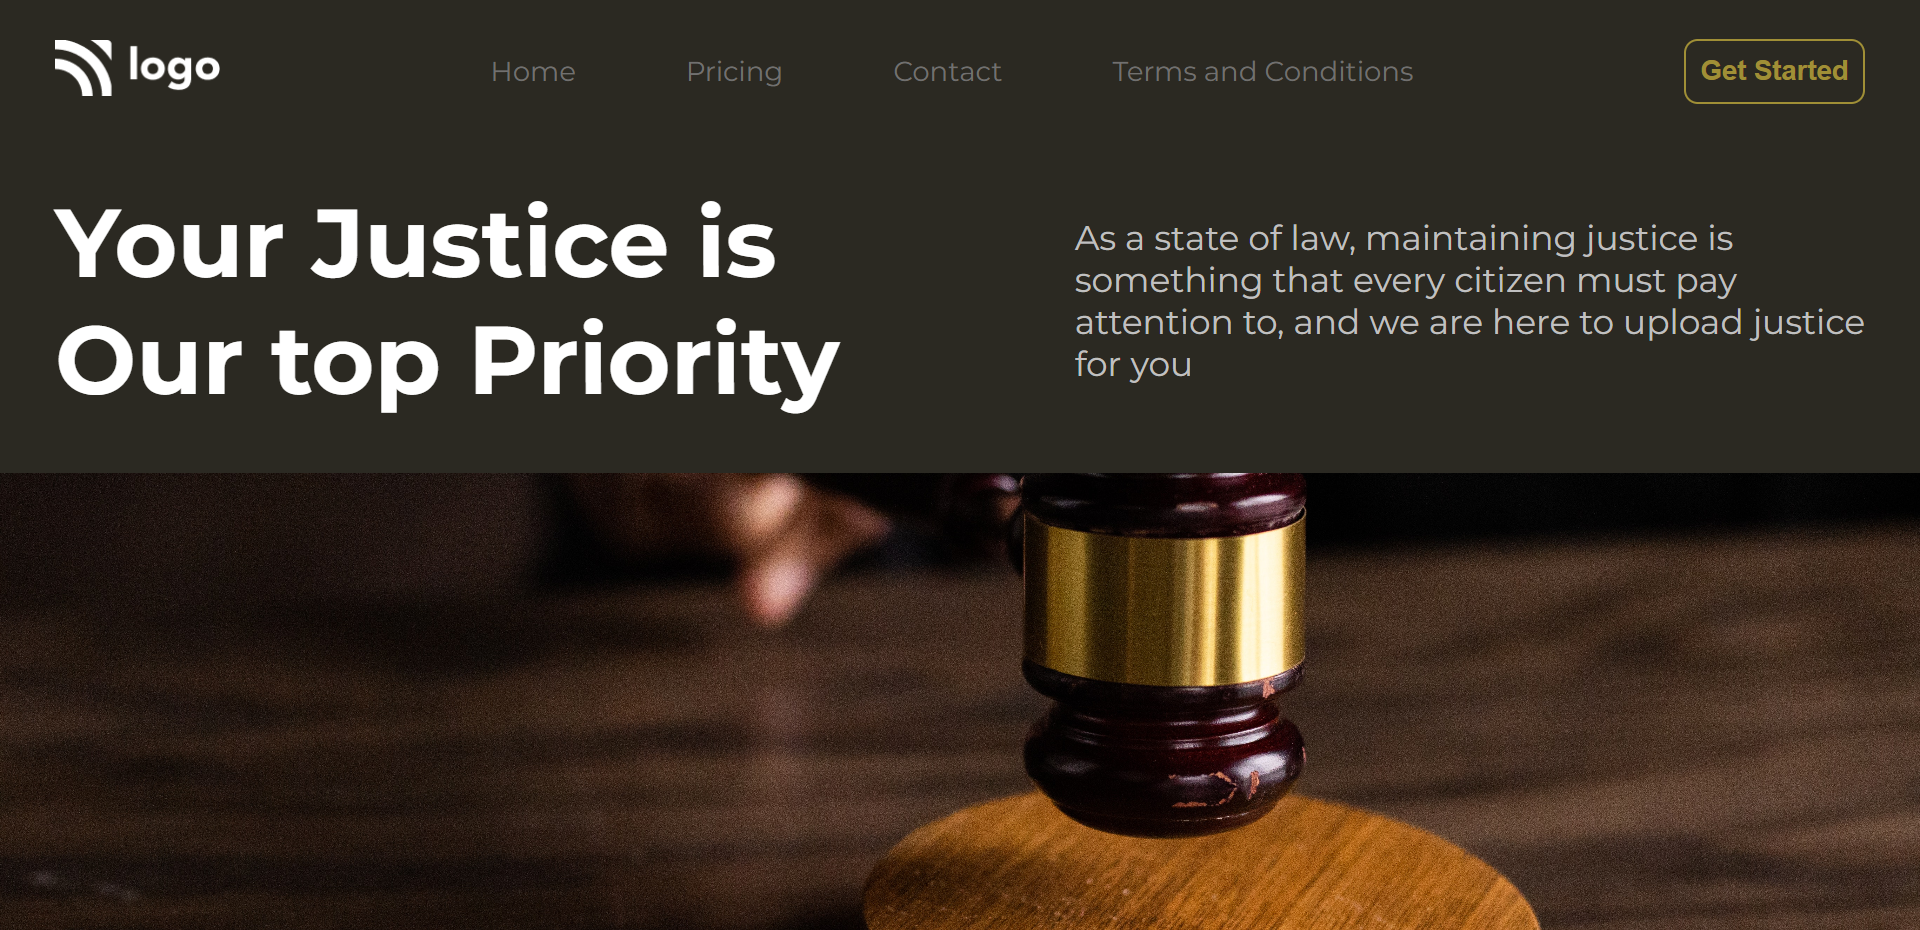 logo
Home
Pricing
Contact
Terms and Conditions
Get Started
Your Justice is
Our top Priority
As a state of law, maintaining justice is
something that every citizen must pay
attention to, and we are here to upload justice
for you